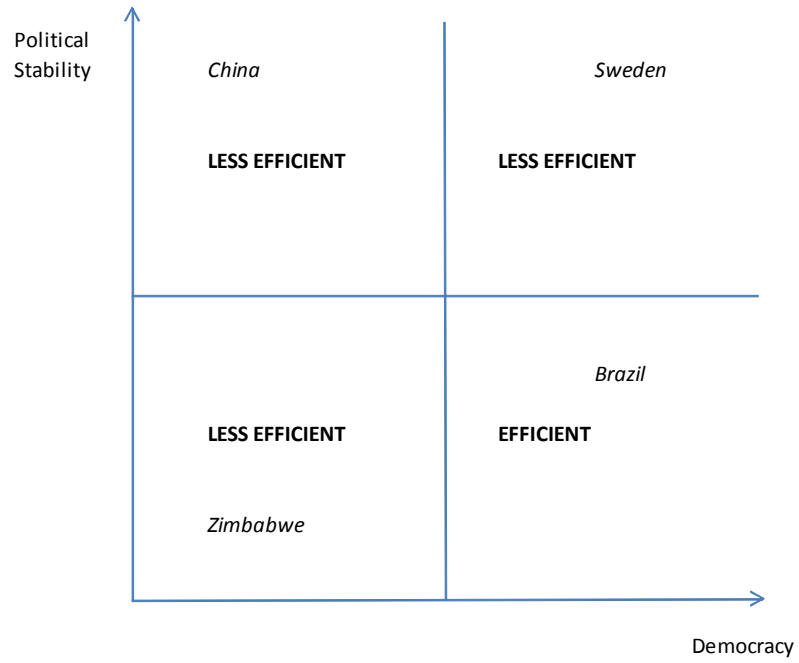 Political
Stability
China
Sweden
LESS EFFICIENT
LESS EFFICIENT
Brazil
LESS EFFICIENT
EFFICIENT
Zimbabwe
Democracy